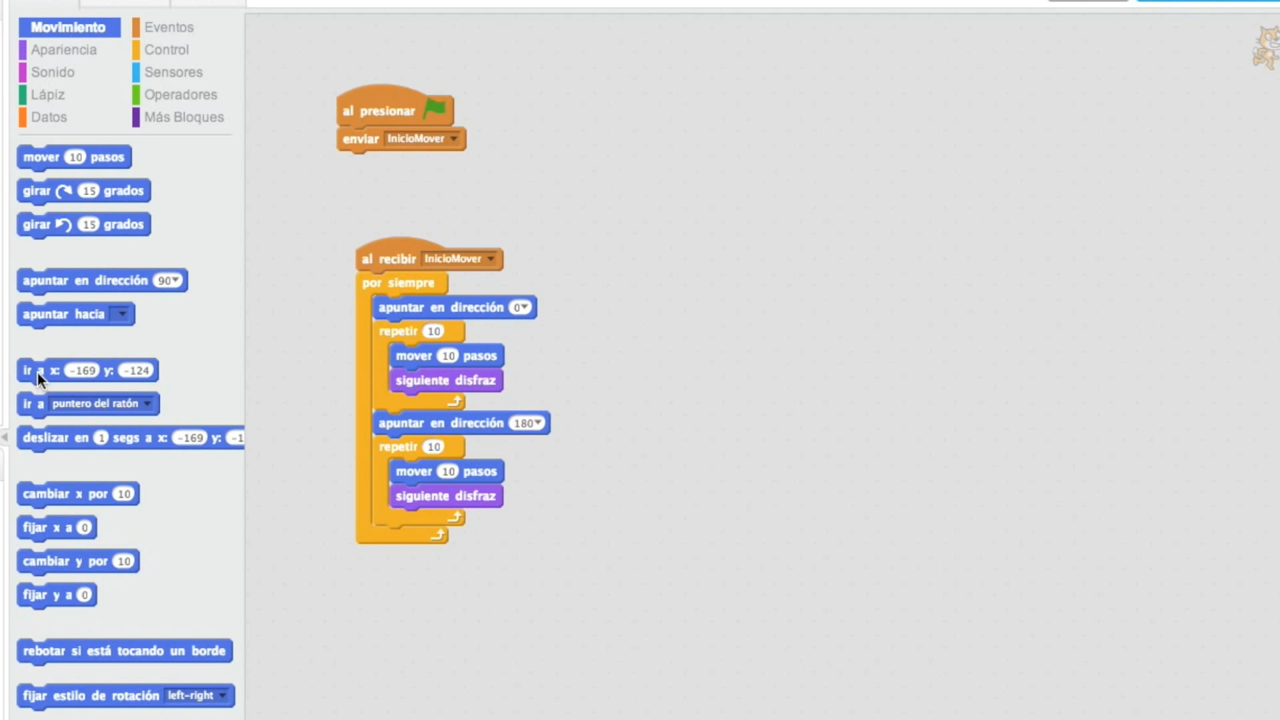 Movimiento Eventos
Apariencia Control
Sonido Sensores
Lápiz Operadores
Datos Más Bloques
mover 10 pasos
girar 15 grados
girar 15 grados
apuntar en dirección 90
apuntar hacia
ir a x: -169 y: -124
ir a puntero del ratón
deslizar en 1 segs a x: -169 y: -1
cambiar x por 10
fijar x a 0
cambiar y por 10
fijar y a 0
rebotar si está tocando un borde
fijar estilo de rotación left-right
al presionar
enviar InicioMover
al recibir InicioMover
por siempre
apuntar en dirección 0
repetir 10
mover 10 pasos
siguiente disfraz
apuntar en dirección 180
repetir 10
mover 10 pasos
siguiente disfraz